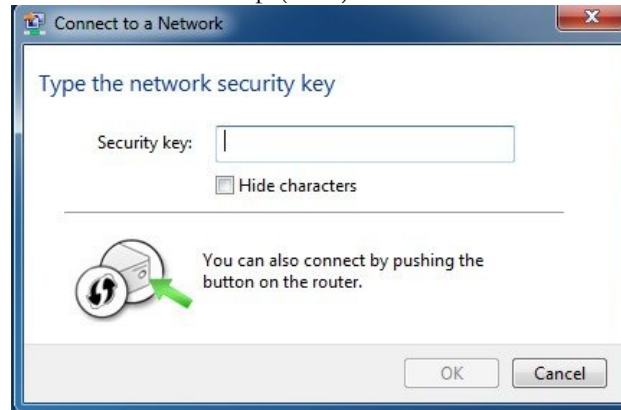 Connect to a Network
Type the network security key
Security key:
Hide characters
You can also connect by pushing the
button on the router.
OK
Cancel